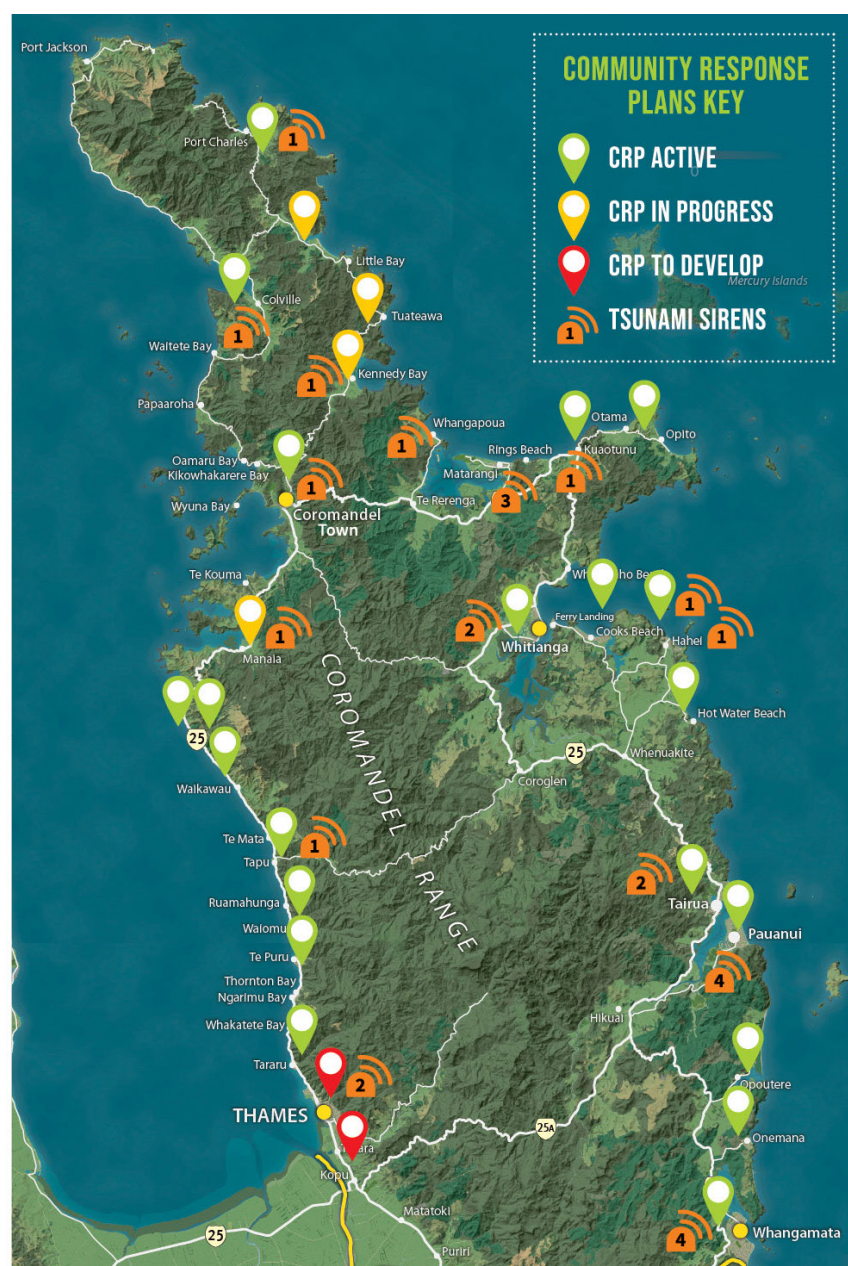 COMMUNITY RESPONSE
PLANS KEY
CRP ACTIVE
CRP IN PROGRESS
CRP TO DEVELOP
1
TSUNAMI SIRENS
Port Jackson
Port Charles
1
Mercury Islands
Little Bay
Colville
Tuateawa
1
Waitete Bay
Kennedy Bay
1
Papaaroha
Whangapoua
1
Otama
Opito
Kuaotunu
Rings Beach
Matarangi
Oamaru Bay
Kikowhakarere Bay
1
1
3
Te Rerenga
Wyuna Bay
Coromandel
Town
Te Kouma
1
Manaia
2
Whitianga
Ferry Landing
Cooks Beach
1
1
Hahei
Hot Water Beach
25
25
Whenuakite
Coroglen
COROMANDEL
RANGE
Waikawau
Te Mata
1
Tapu
Ruamahunga
Waiomu
Te Puru
Thornton Bay
Ngarimu Bay
Whakatete Bay
Tararu
2
Tairua
Pauanui
4
Hikuai
2
THAMES
Opoutere
25A
Onemana
Kopu
Matatoki
25
Puriri
4
Whangamata